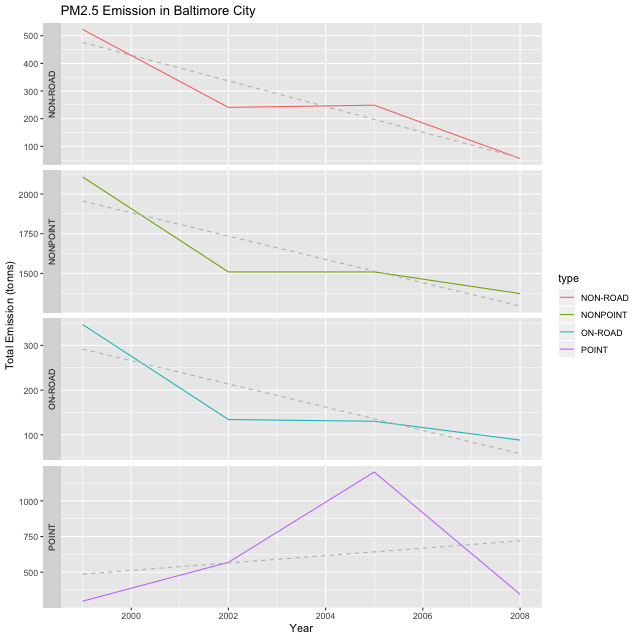 PM2.5 Emission in Baltimore City
Total Emission (tonns)
NON-ROAD
500
400
300
200
100
NONPOINT
2000
1750
1500
ON-ROAD
300
200
100
POINT
1000
750
500
2000
2002
2004
2006
2008
Year
type
NON-ROAD
NONPOINT
ON-ROAD
POINT